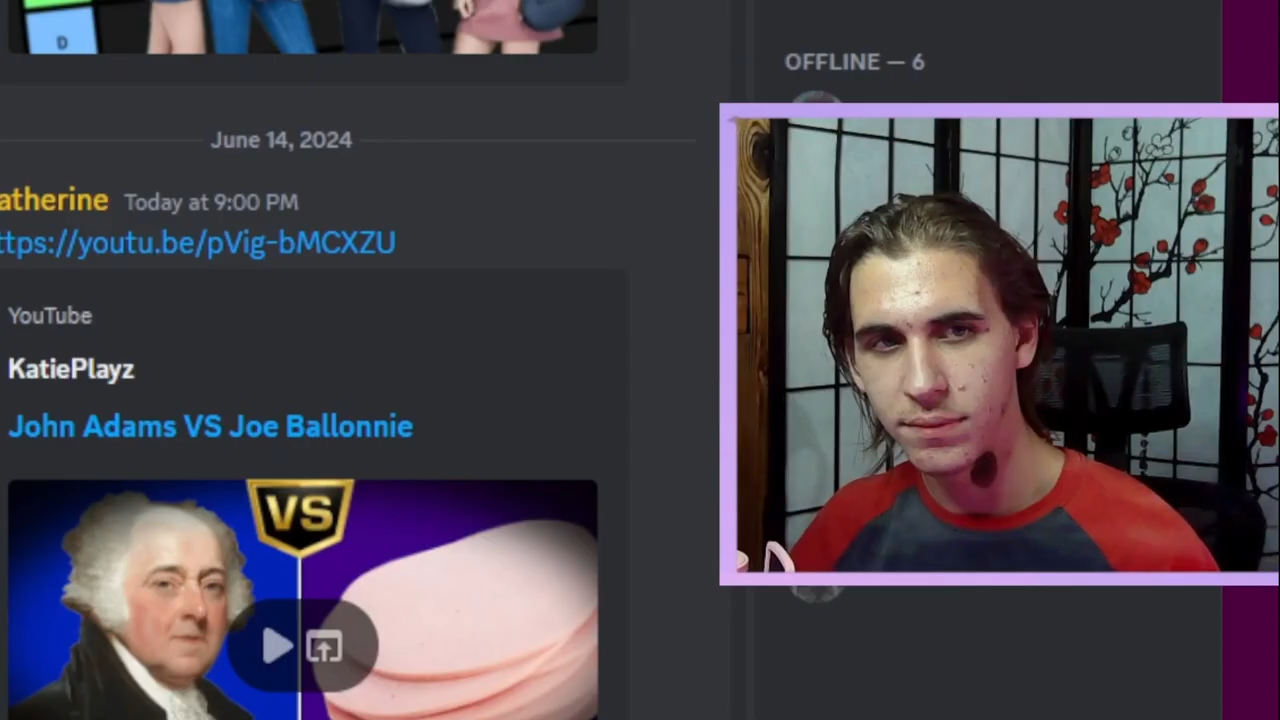 D
OFFLINE — 6
June 14, 2024
atherine Today at 9:00 PM
ttps://youtu.be/pVig-bMCXZU
YouTube
KatiePlayz
John Adams VS Joe Ballonnie
VS